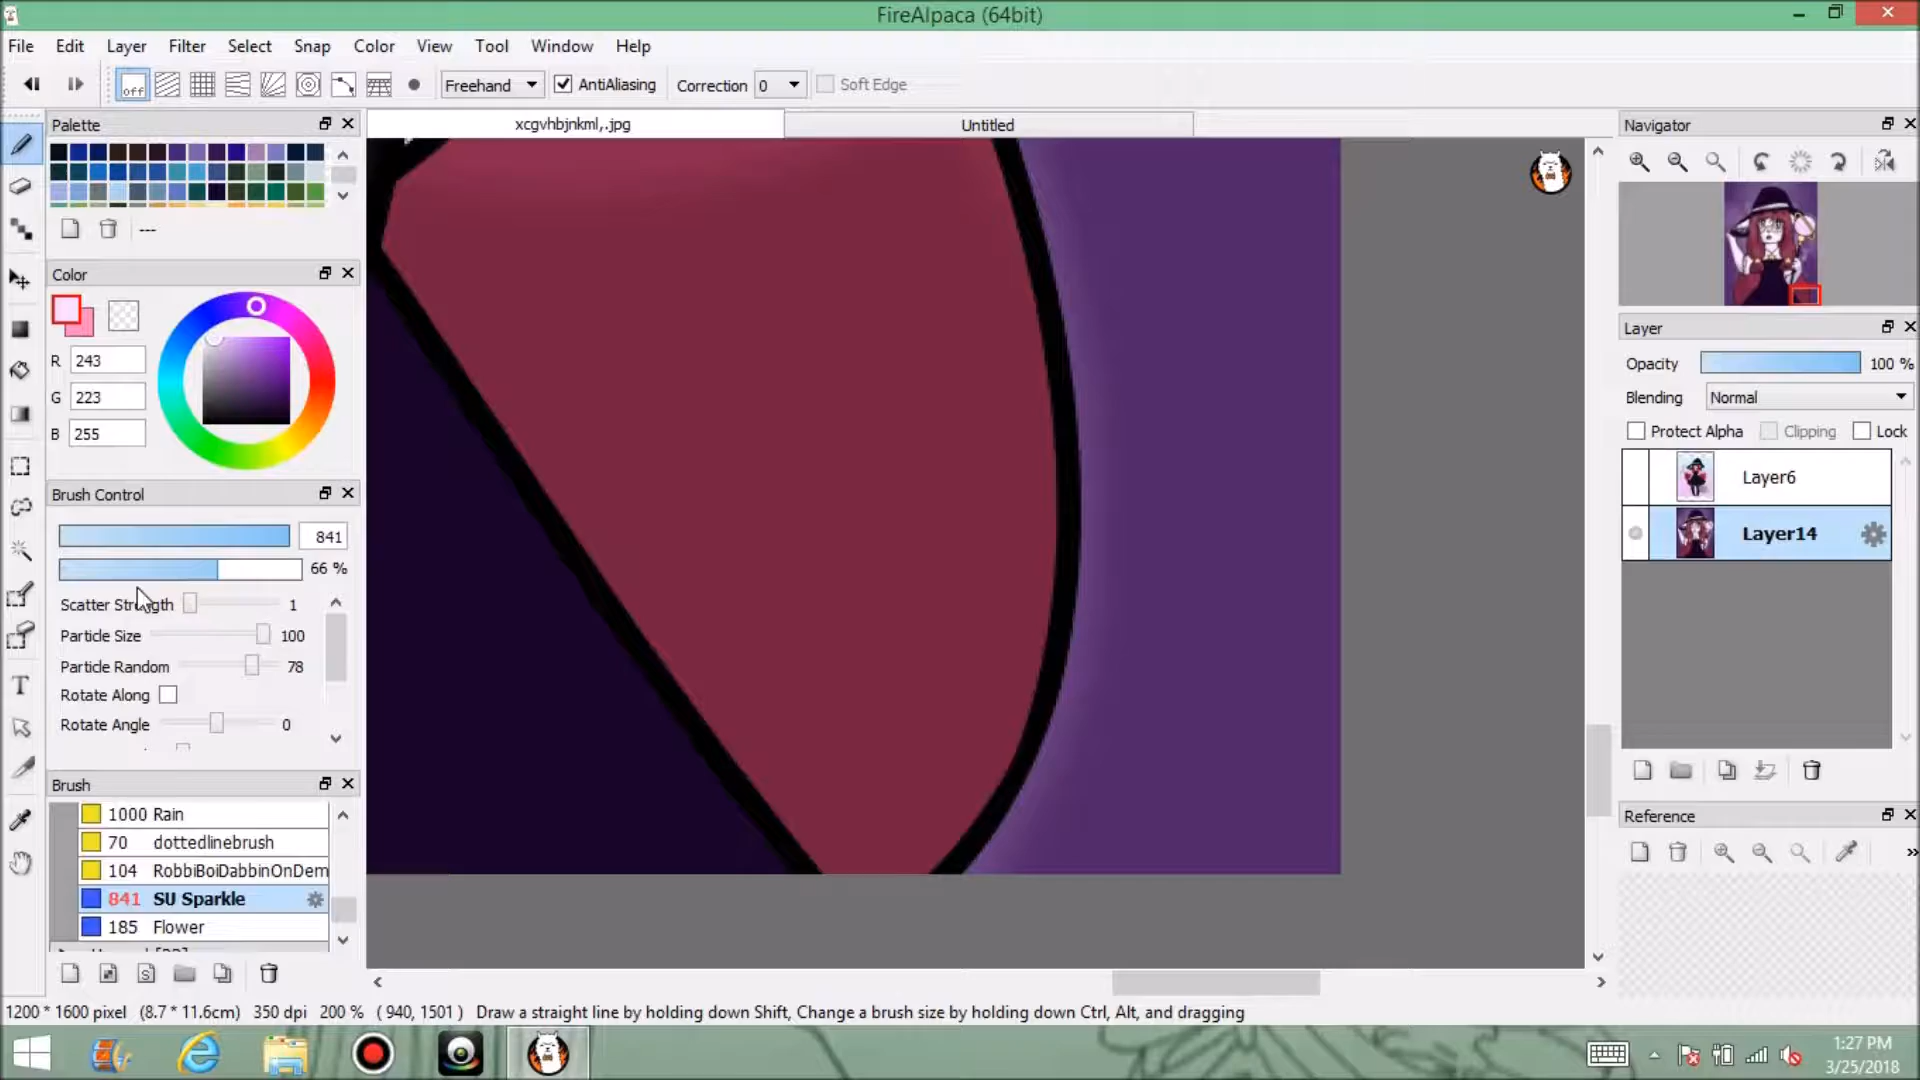 FireAlpaca (64bit)
File Edit Layer Filter Select Snap Color View Tool Window Help
off Freehand AntiAliasing Correction 0 Soft Edge
Palette
xcgvhbjnkml,.jpg
Untitled
Navigator
---
Color
R 243
G 223
B 255
Brush Control
841
66 %
Scatter Strength 1
Particle Size 100
Particle Random 78
Rotate Along
Rotate Angle 0
Brush
1000 Rain
70 dottedlinebrush
104 RobbiBoiDabbinOnDem
841 SU Sparkle
185 Flower
Layer
Opacity 100 %
Blending Normal
Protect Alpha Clipping Lock
Layer6
Layer14
Reference
1200 * 1600 pixel (8.7 * 11.6cm) 350 dpi 200 % ( 940, 1501 ) Draw a straight line by holding down Shift, Change a brush size by holding down Ctrl, Alt, and dragging
1:27 PM
3/25/2018